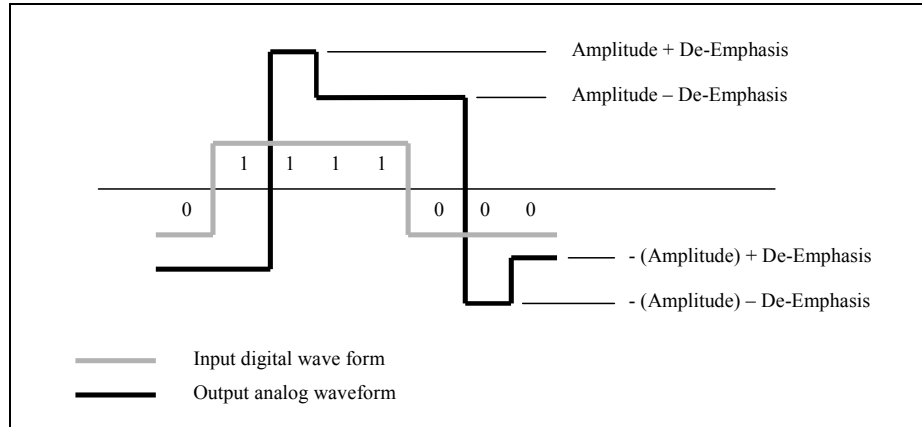 Amplitude + De-Emphasis
Amplitude – De-Emphasis
1 1 1 1
0 0 0 0
- (Amplitude) + De-Emphasis
- (Amplitude) – De-Emphasis
Input digital wave form
Output analog waveform